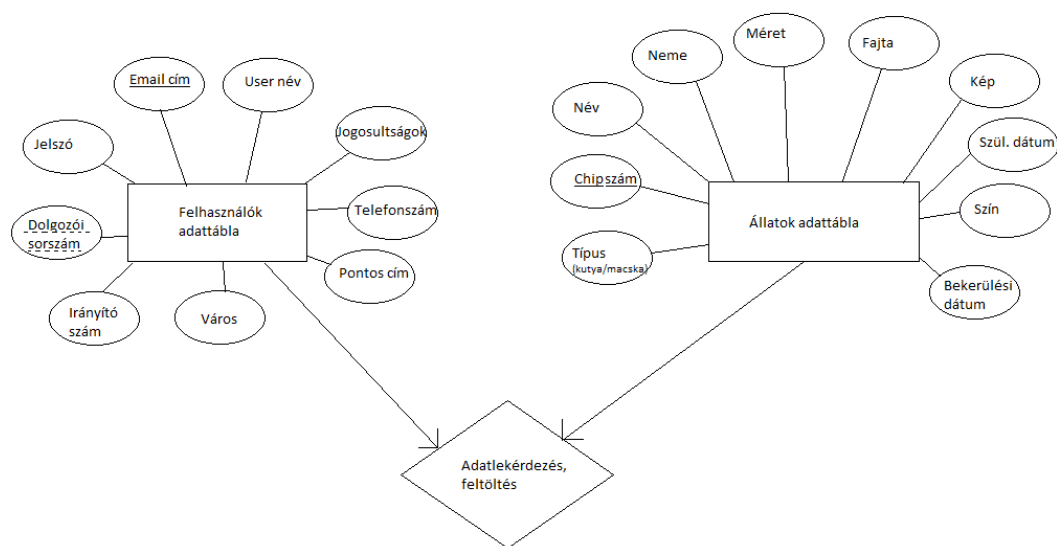 Email cím
User név
Jelszó
Jogosultságok
Dolgozói
sorszám
Felhasználók
adattábla
Telefonszám
Pontos cím
Irányító
szám
Város
Méret
Fajta
Neme
Kép
Név
Szül. dátum
Chipszám
Állatok adattábla
Szín
Típus
(kutya/macska)
Bekerülési
dátum
Adatlekérdezés,
feltöltés